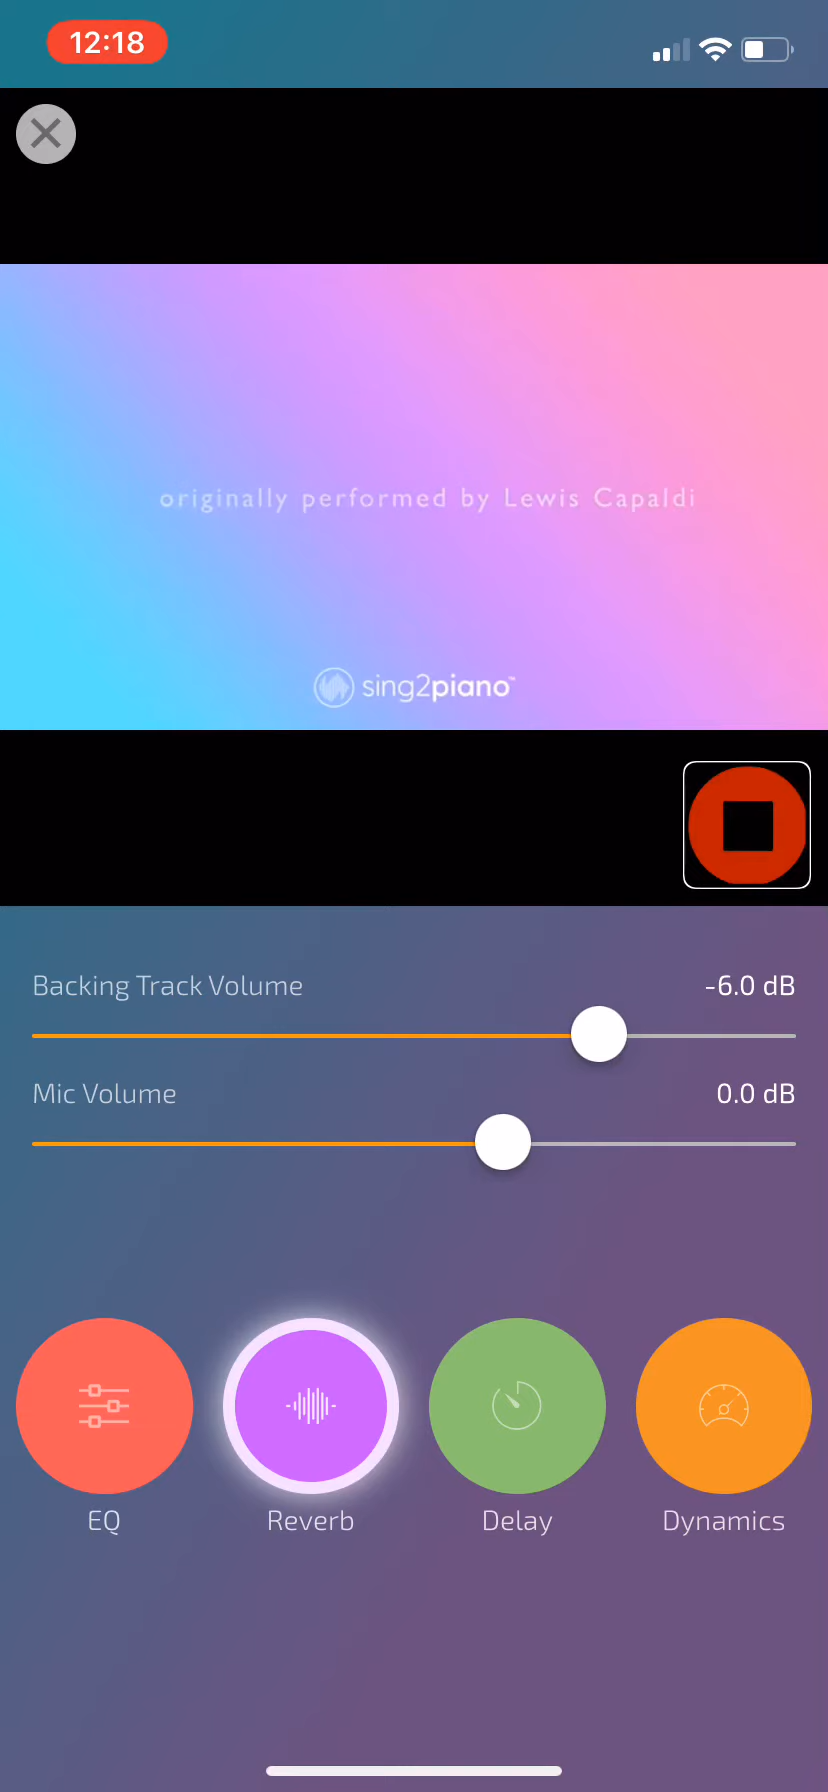 12:18
originally performed by Lewis Capaldi
sing2piano™
Backing Track Volume -6.0 dB
Mic Volume 0.0 dB
EQ Reverb Delay Dynamics